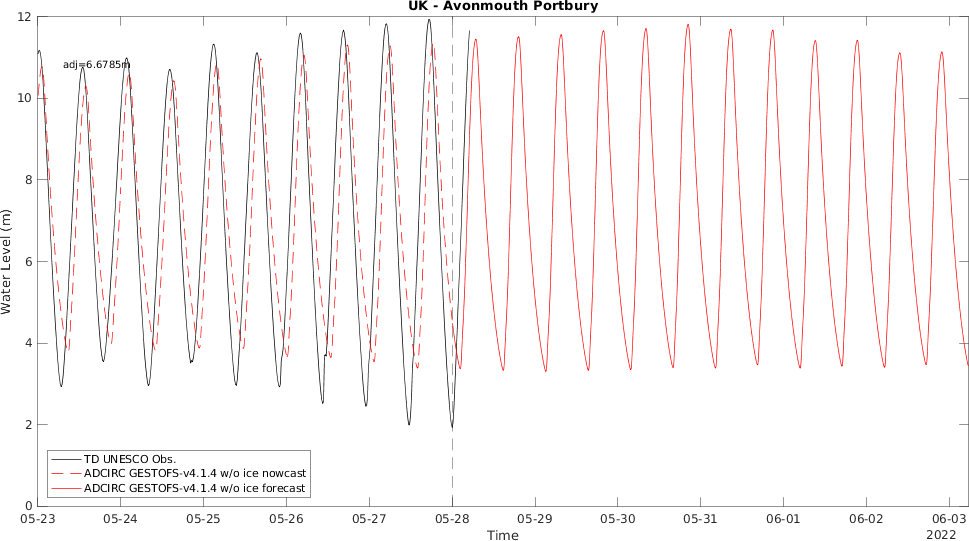 UK - Avonmouth Portbury
12
10
8
6
4
2
0
Water Level (m)
adj=6.6785m
TD UNESCO Obs.
ADCIRC GESTOFS-v4.1.4 w/o ice nowcast
ADCIRC GESTOFS-v4.1.4 w/o ice forecast
05-23 05-24 05-25 05-26 05-27 05-28 05-29 05-30 05-31 06-01 06-02 06-03
Time
2022